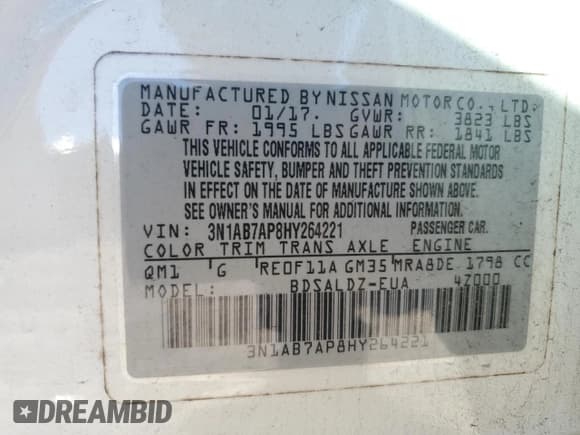 MANUFACTURED BY NISSAN MOTOR CO., LTD.
DATE: 01/17. GVWR: 3823 LBS
GAWR FR: 1995 LBS GAWR RR: 1841 LBS
THIS VEHICLE CONFORMS TO ALL APPLICABLE FEDERAL MOTOR
VEHICLE SAFETY, BUMPER AND THEFT PREVENTION STANDARDS
IN EFFECT ON THE DATE OF MANUFACTURE SHOWN ABOVE.
SEE OWNER'S MANUAL FOR ADDITIONAL INFORMATION.
VIN: 3N1AB7AP8HY264221 PASSENGER CAR.
COLOR TRIM TRANS AXLE ENGINE
QM1 G RE0F11A GM35 MRA8DE 1798 CC
MODEL: BDSALDZ-EUA 4Z000
3N1AB7AP8HY264221
DREAMBID